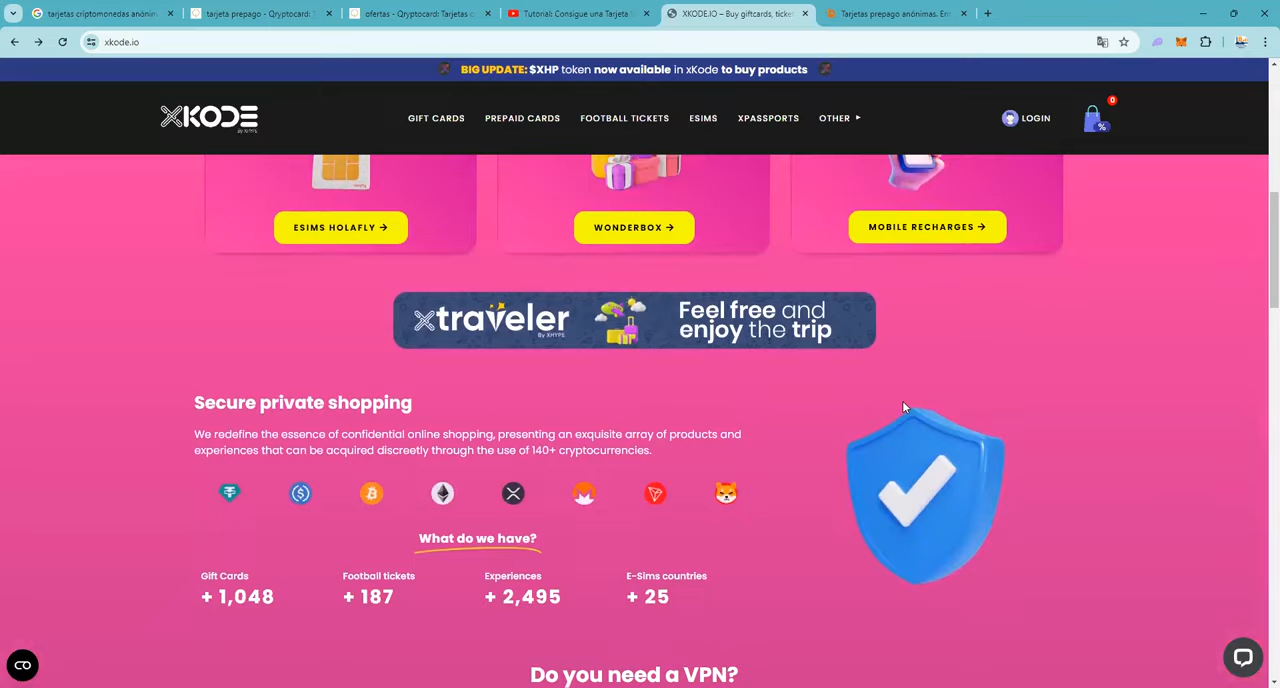 tarjetas criptomonedas anónim
tarjeta prepago - Qryptocard: T
ofertas - Qryptocard: Tarjetas c
Tutorial: Consigue una Tarjeta
XKODE.IO – Buy giftcards, ticke
Tarjetas prepago anónimas. En
xkode.io
BIG UPDATE: $XHP token now available in xKode to buy products
XKODE
By XHYPE
GIFT CARDS
PREPAID CARDS
FOOTBALL TICKETS
ESIMS
XPASSPORTS
OTHER
LOGIN
0
%
ESIMS HOLAFLY →
WONDERBOX →
MOBILE RECHARGES →
xtraveler
By XHYPE
Feel free and
enjoy the trip
Secure private shopping
We redefine the essence of confidential online shopping, presenting an exquisite array of products and
experiences that can be acquired discreetly through the use of 140+ cryptocurrencies.
What do we have?
Gift Cards
+ 1,048
Football tickets
+ 187
Experiences
+ 2,495
E-Sims countries
+ 25
Do you need a VPN?